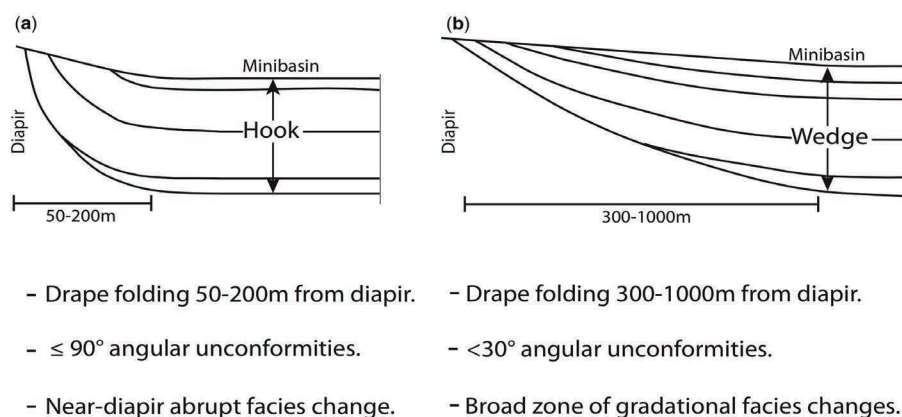 (a)
Minibasin
Hook
Diapir
50-200m
- Drape folding 50-200m from diapir.
- ≤ 90° angular unconformities.
- Near-diapir abrupt facies change.
(b)
Minibasin
Wedge
Diapir
300-1000m
- Drape folding 300-1000m from diapir.
- <30° angular unconformities.
- Broad zone of gradational facies changes.